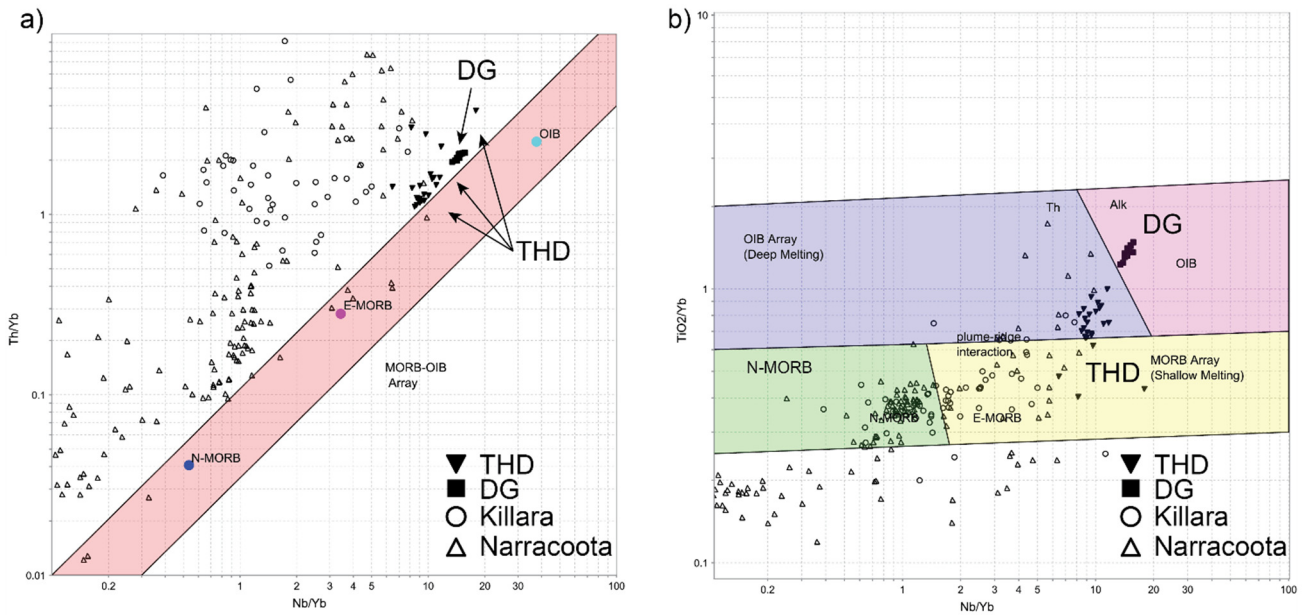 a)
DG
OIB
THD
1
Th/Yb
E-MORB
MORB-OIB
Array
0.1
N-MORB
THD
DG
Killara
Narracoota
0.01
0.2
1
2
3
4
5
10
20
100
Nb/Yb
b)
10
Th
Alk
DG
OIB Array
(Deep Melting)
OIB
1
TiO2/Yb
plume-ridge
interaction
N-MORB
THD
MORB Array
(Shallow Melting)
N-MORB
E-MORB
THD
DG
Killara
Narracoota
0.1
0.2
1
2
3
4
5
10
20
100
Nb/Yb